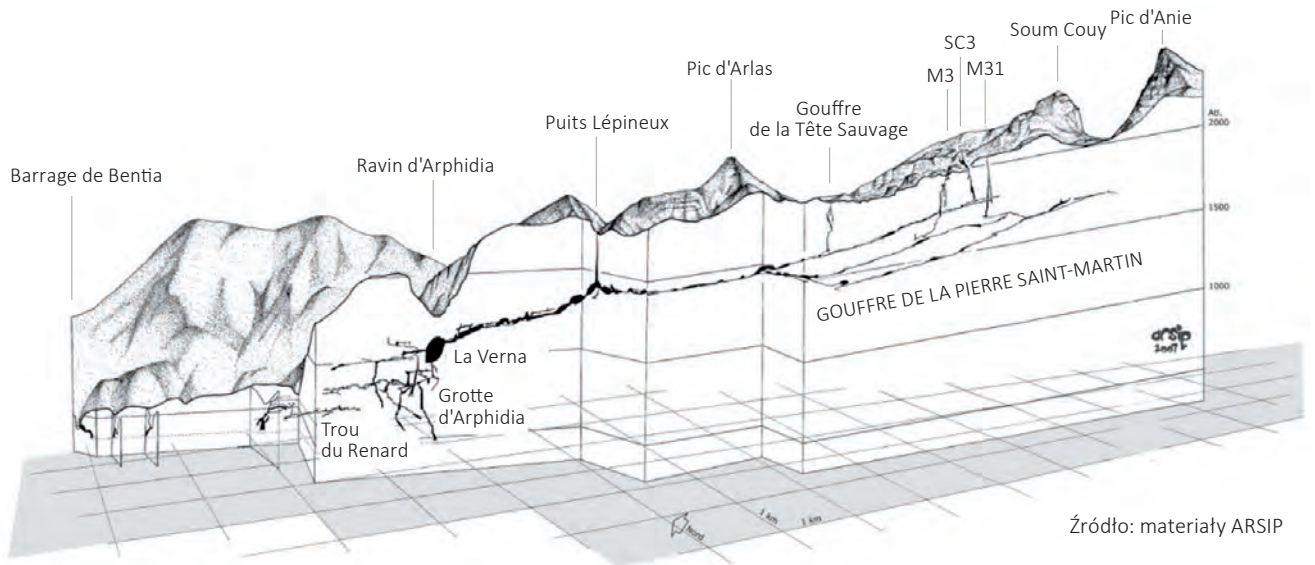 Pic d'Anie
Soum Couy
SC3
M3
M31
Pic d'Arlas
Gouffre
de la Tête Sauvage
Puits Lépineux
Ravin d'Arphidia
Barrage de Bentia
2000
1500
1000
GOUFFRE DE LA PIERRE SAINT-MARTIN
La Verna
Grotte
d'Arphidia
Trou
du Renard
arsip
2007
Nord
1 km
1 km
Źródło: materiały ARSIP